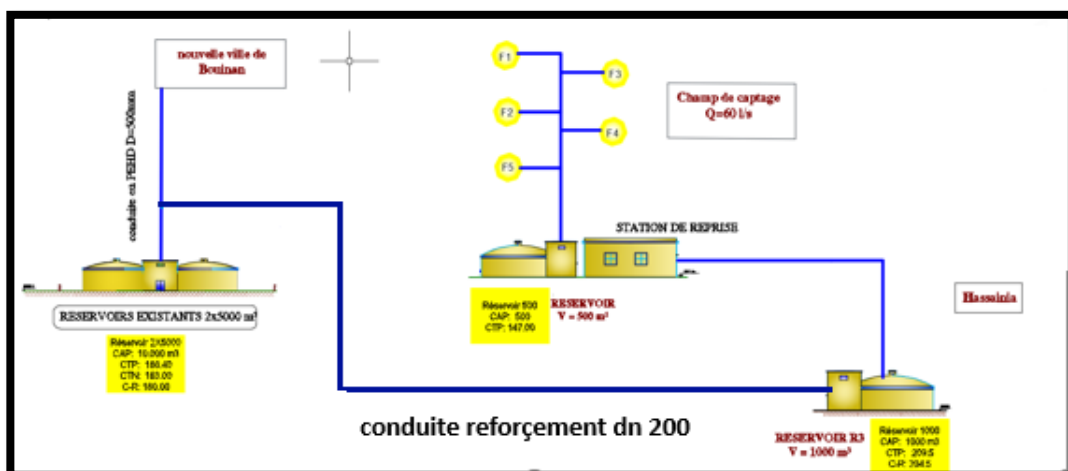 nouvelle ville de
Bouinan
conduite en PEHD D=500mm
F1
F3
F2
F4
F5
Champ de captage
Q=60 l/s
STATION DE REPRISE
RESERVOIRS EXISTANTS 2x5000 m³
Réservoir 2X5000
CAP: 10.000 m3
CTN: 183.00
C-R: 180.00
Réservoir 500
CAP: 500
CTP: 147.00
RESERVOIR
V = 500 m³
Hassainia
conduite reforçement dn 200
RESERVOIR R3
V = 1000 m³
Réservoir 1000
CAP: 1000 m3
CTP: 209.5
C-R: 204.5